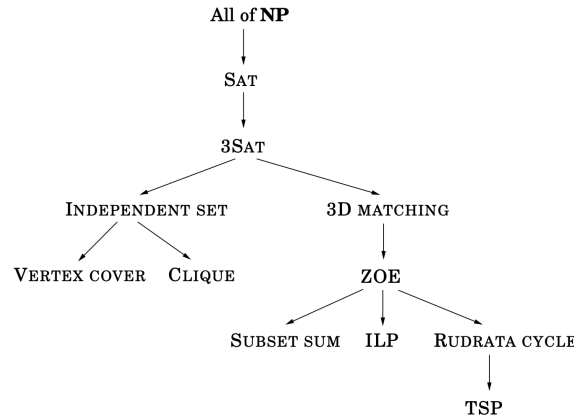 All of NP
SAT
3SAT
INDEPENDENT SET 3D MATCHING
VERTEX COVER CLIQUE ZOE
SUBSET SUM ILP RUDRATA CYCLE
TSP